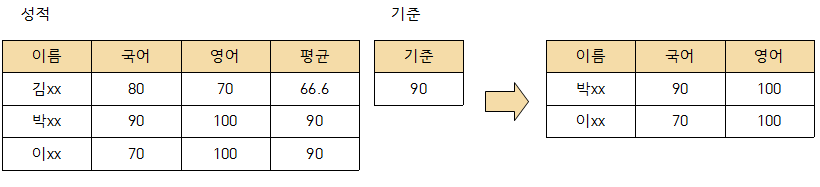 성적 기준
이름 국어 영어 평균 기준 이름 국어 영어
김xx 80 70 66.6 90 박xx 90 100
박xx 90 100 90 이xx 70 100
이xx 70 100 90